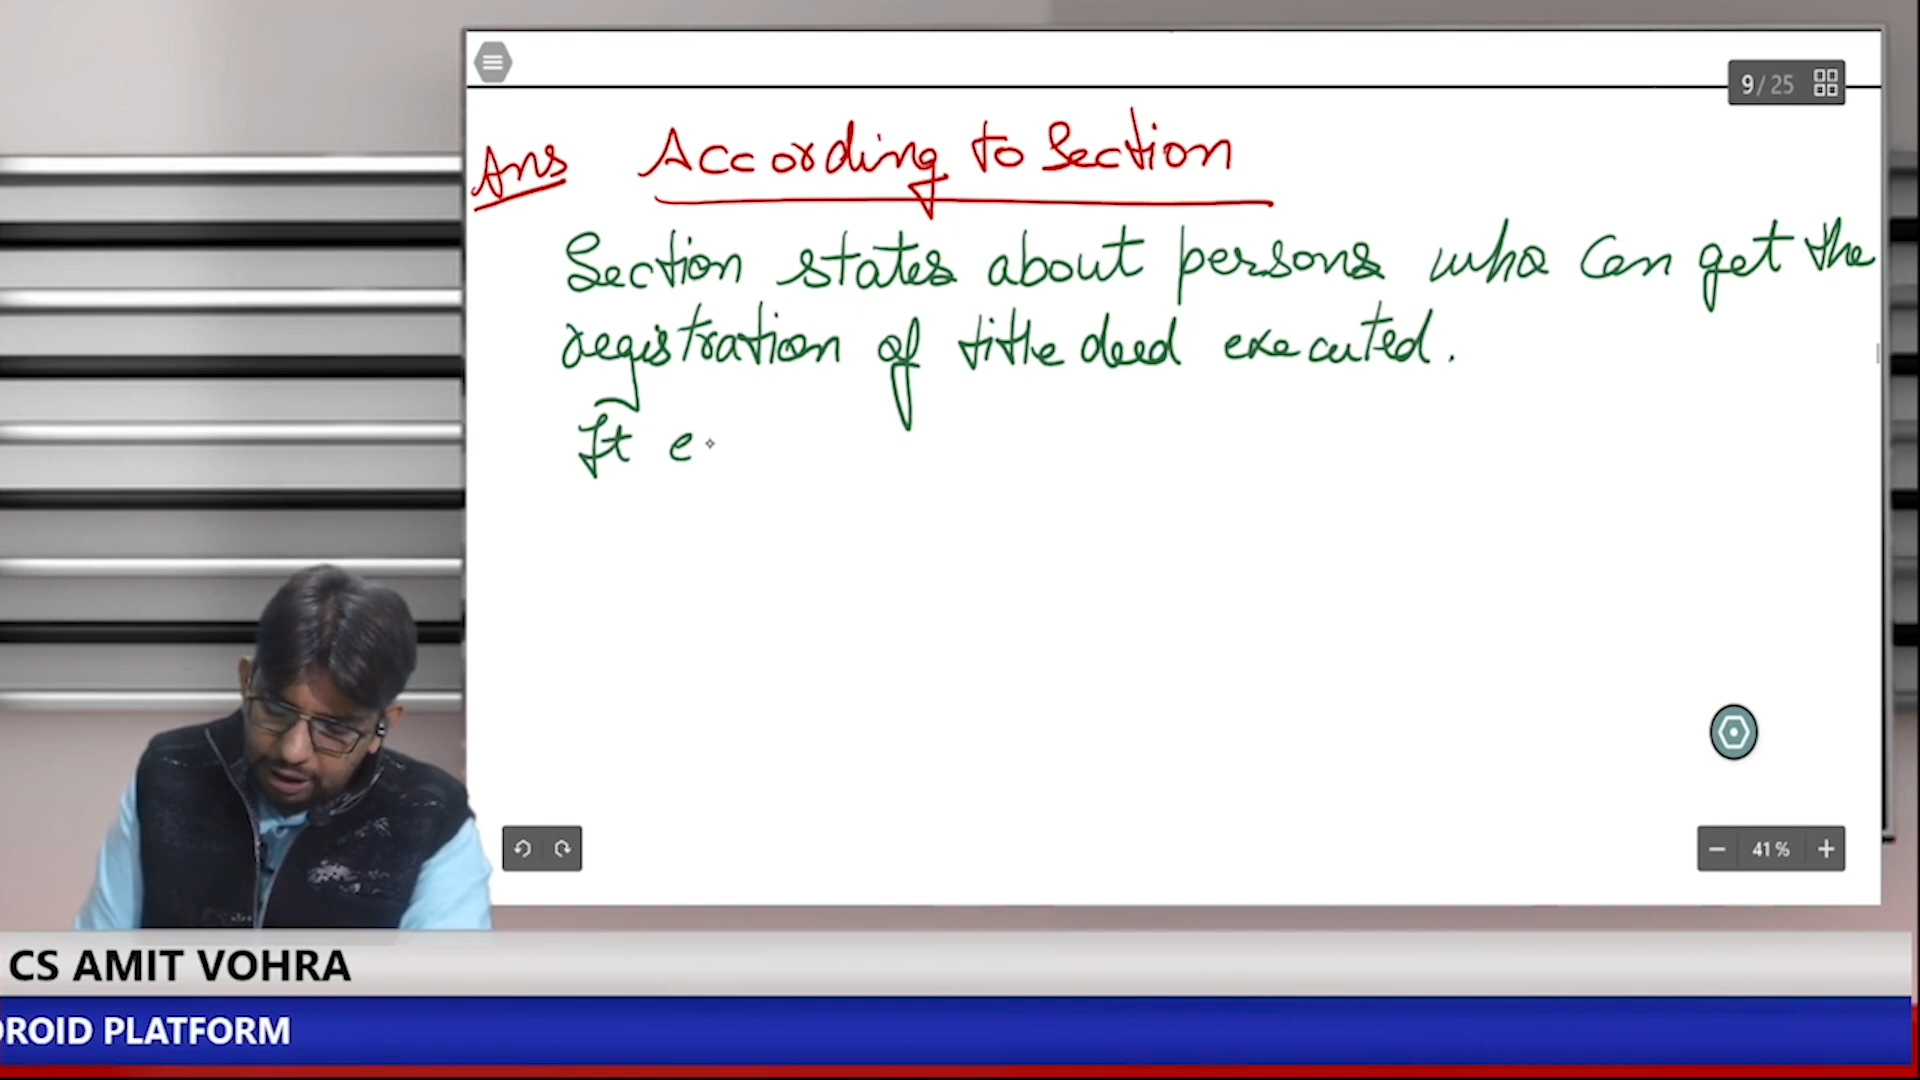 9/25
Ans According to Section
Section states about persons who can get the
registration of title deed executed.
It e
41%
CS AMIT VOHRA
DROID PLATFORM